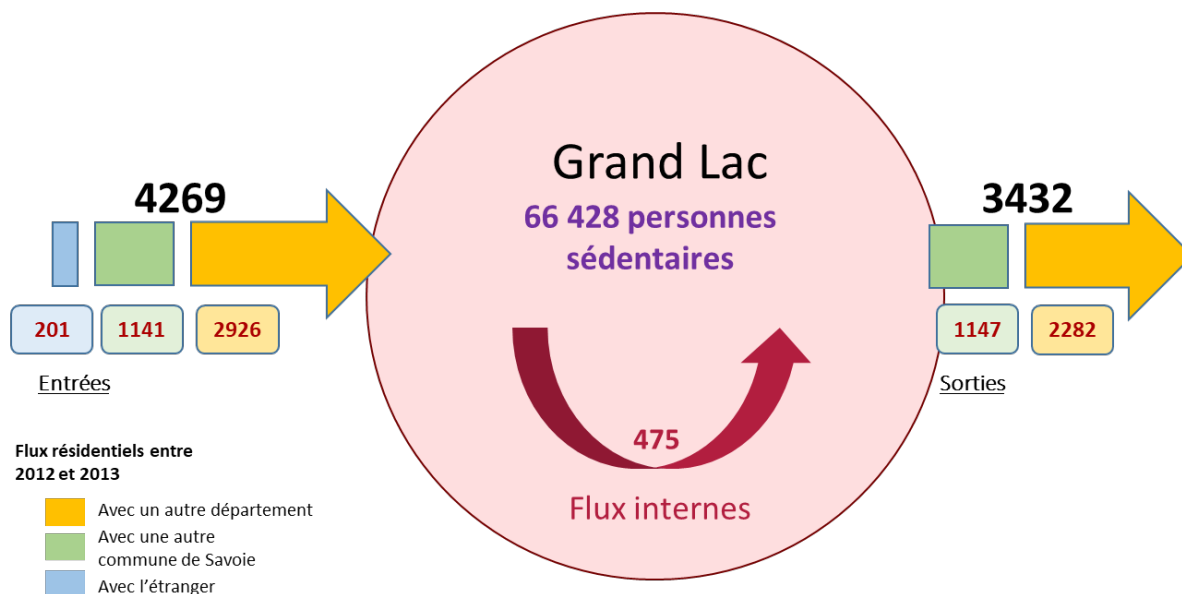 Grand Lac
66 428 personnes
sédentaires
4269
3432
201
1141
2926
1147
2282
Entrées
Sorties
475
Flux internes
Flux résidentiels entre
2012 et 2013
Avec un autre département
Avec une autre
commune de Savoie
Avec l'étranger